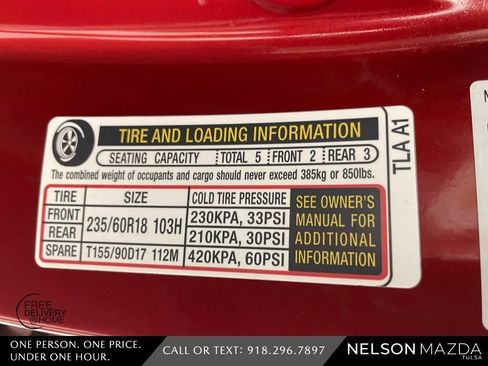 TIRE AND LOADING INFORMATION
SEATING CAPACITY TOTAL 5 FRONT 2 REAR 3
The combined weight of occupants and cargo should never exceed 385kg or 850lbs.
TIRE SIZE COLD TIRE PRESSURE
FRONT 235/60R18 103H 230KPA, 33PSI
REAR 210KPA, 30PSI
SPARE T155/90D17 112M 420KPA, 60PSI
SEE OWNER'S
MANUAL FOR
ADDITIONAL
INFORMATION
TLA A1
FREE
DELIVERY
@HOME
ONE PERSON. ONE PRICE.
UNDER ONE HOUR.
CALL OR TEXT: 918.296.7897
NELSON MAZDA
TULSA